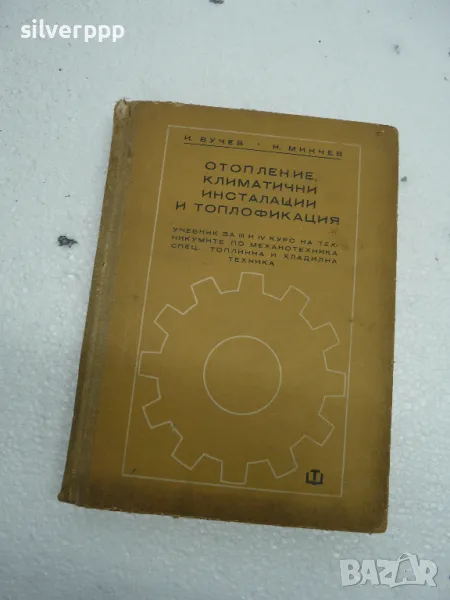 silverppp
И. ВУЧЕВ • Н. МИНЧЕВ
ОТОПЛЕНИЕ,
КЛИМАТИЧНИ
ИНСТАЛАЦИИ
И ТОПЛОФИКАЦИЯ
УЧЕБНИК ЗА III И IV КУРС НА ТЕХ-
НИКУМИТЕ ПО МЕХАНОТЕХНИКА
СПЕЦ. ТОПЛИННА И ХЛАДИЛНА
ТЕХНИКА
Т
BAZAR